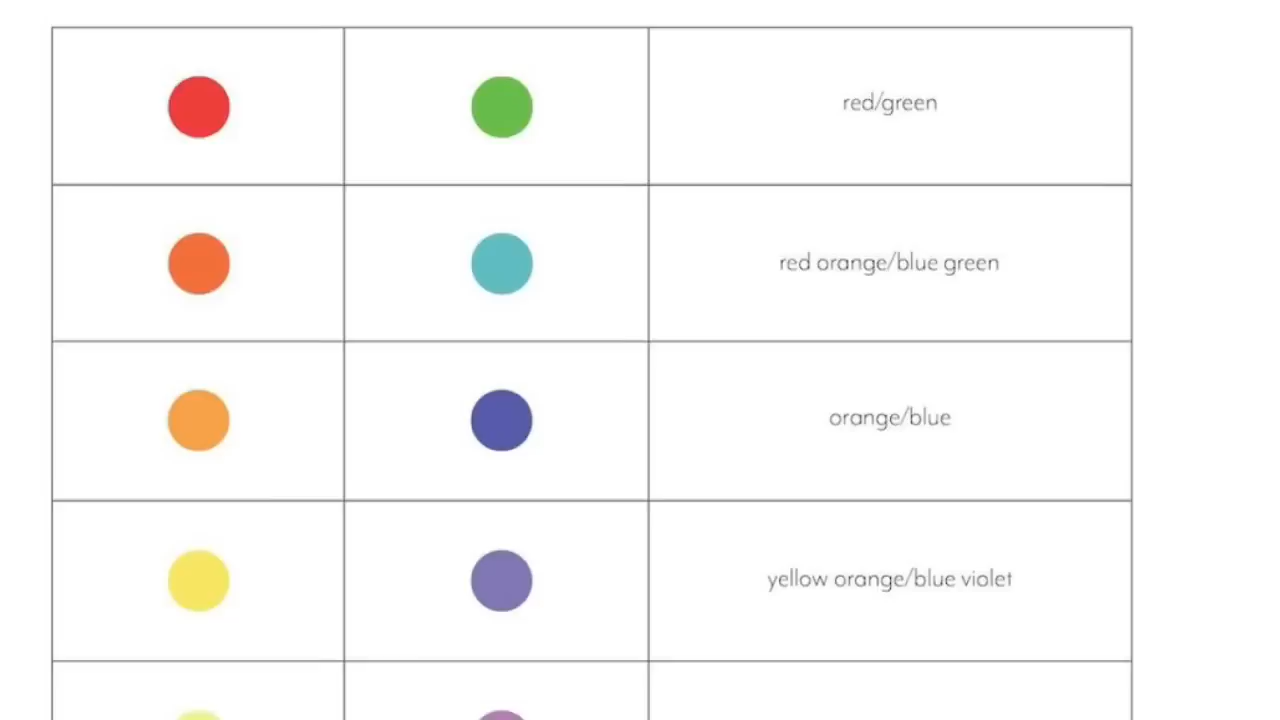 red/green
red orange/blue green
orange/blue
yellow orange/blue violet